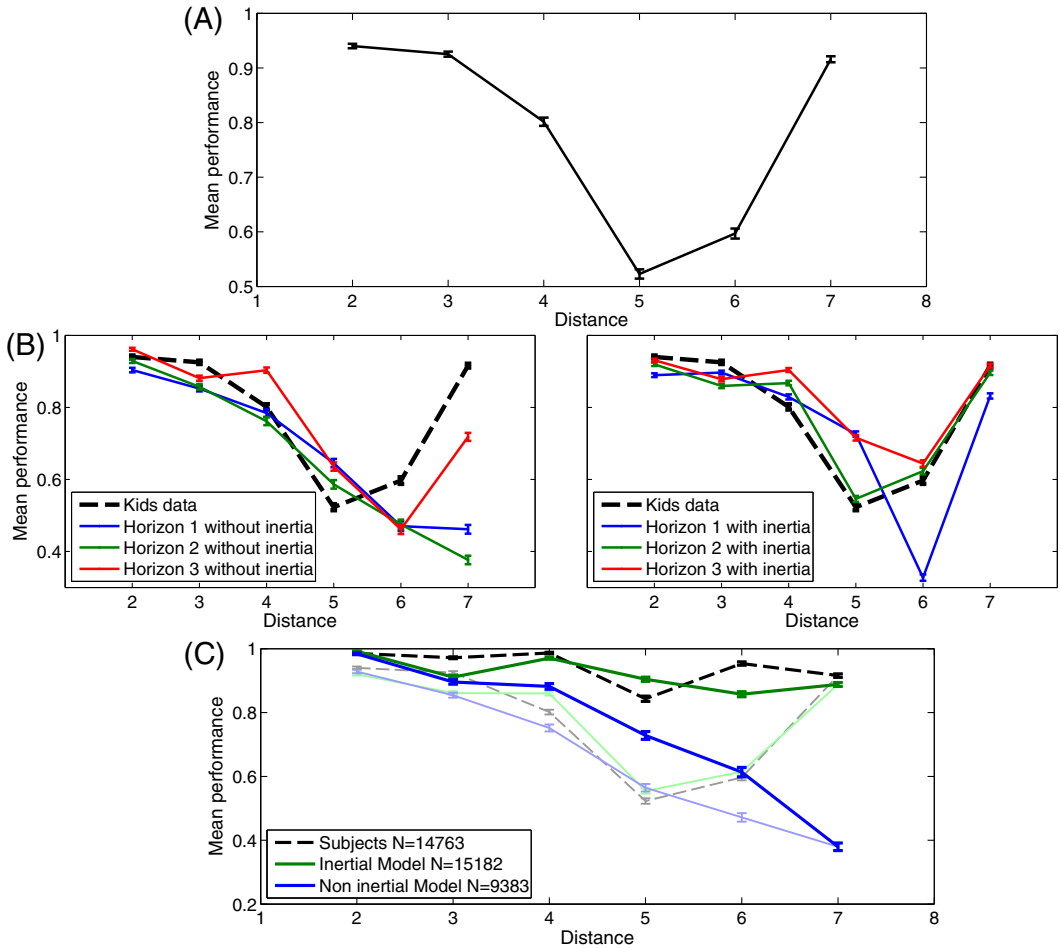 (A)
1
0.9
0.8
0.7
0.6
0.5
Mean performance
1 2 3 4 5 6 7 8
Distance
(B)
1
0.8
0.6
0.4
Mean performance
Kids data
Horizon 1 without inertia
Horizon 2 without inertia
Horizon 3 without inertia
2 3 4 5 6 7
Distance
Kids data
Horizon 1 with inertia
Horizon 2 with inertia
Horizon 3 with inertia
2 3 4 5 6 7
Distance
(C)
1
0.8
0.6
0.4
0.2
Mean performance
Subjects N=14763
Inertial Model N=15182
Non inertial Model N=9383
1 2 3 4 5 6 7 8
Distance